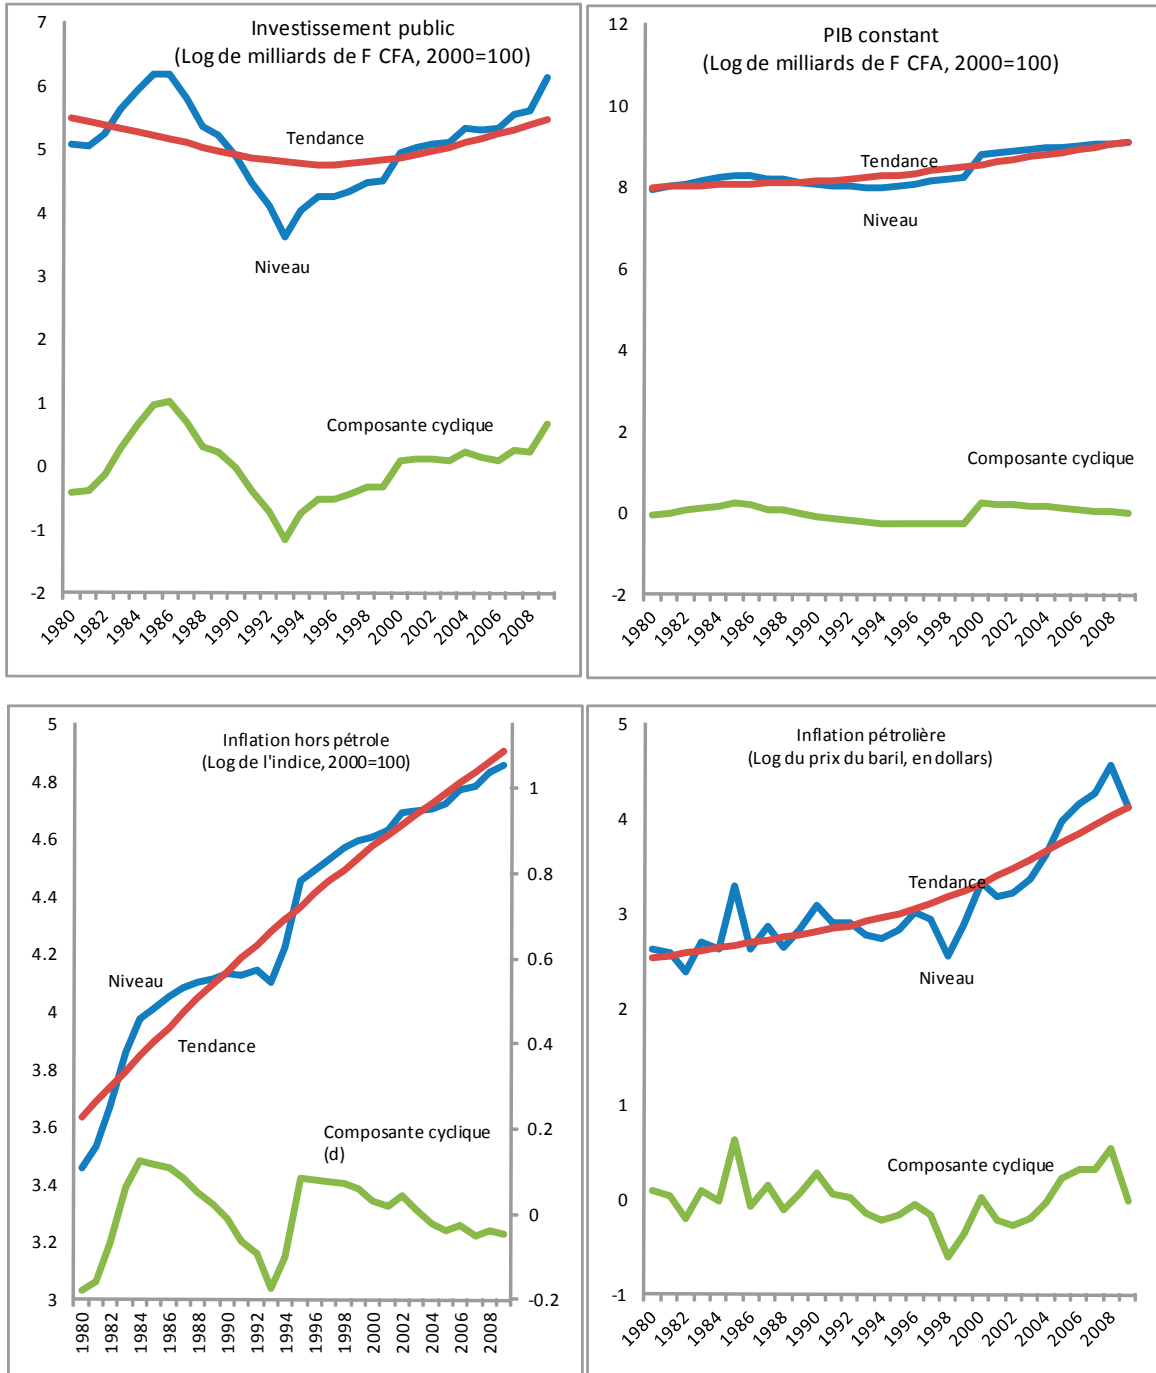 Investissement public
(Log de milliards de F CFA, 2000=100)
7
6
5
4
3
2
1
0
-1
-2
Tendance
Niveau
Composante cyclique
1980 1982 1984 1986 1988 1990 1992 1994 1996 1998 2000 2002 2004 2006 2008
PIB constant
(Log de milliards de F CFA, 2000=100)
12
10
8
6
4
2
0
-2
Tendance
Niveau
Composante cyclique
1980 1982 1984 1986 1988 1990 1992 1994 1996 1998 2000 2002 2004 2006 2008
Inflation hors pétrole
(Log de l'indice, 2000=100)
5
4.8
4.6
4.4
4.2
4
3.8
3.6
3.4
3.2
3
1
0.8
0.6
0.4
0.2
0
-0.2
Niveau
Tendance
Composante cyclique
(d)
1980 1982 1984 1986 1988 1990 1992 1994 1996 1998 2000 2002 2004 2006 2008
Inflation pétrolière
(Log du prix du baril, en dollars)
5
4
3
2
1
0
-1
Tendance
Niveau
Composante cyclique
1980 1982 1984 1986 1988 1990 1992 1994 1996 1998 2000 2002 2004 2006 2008